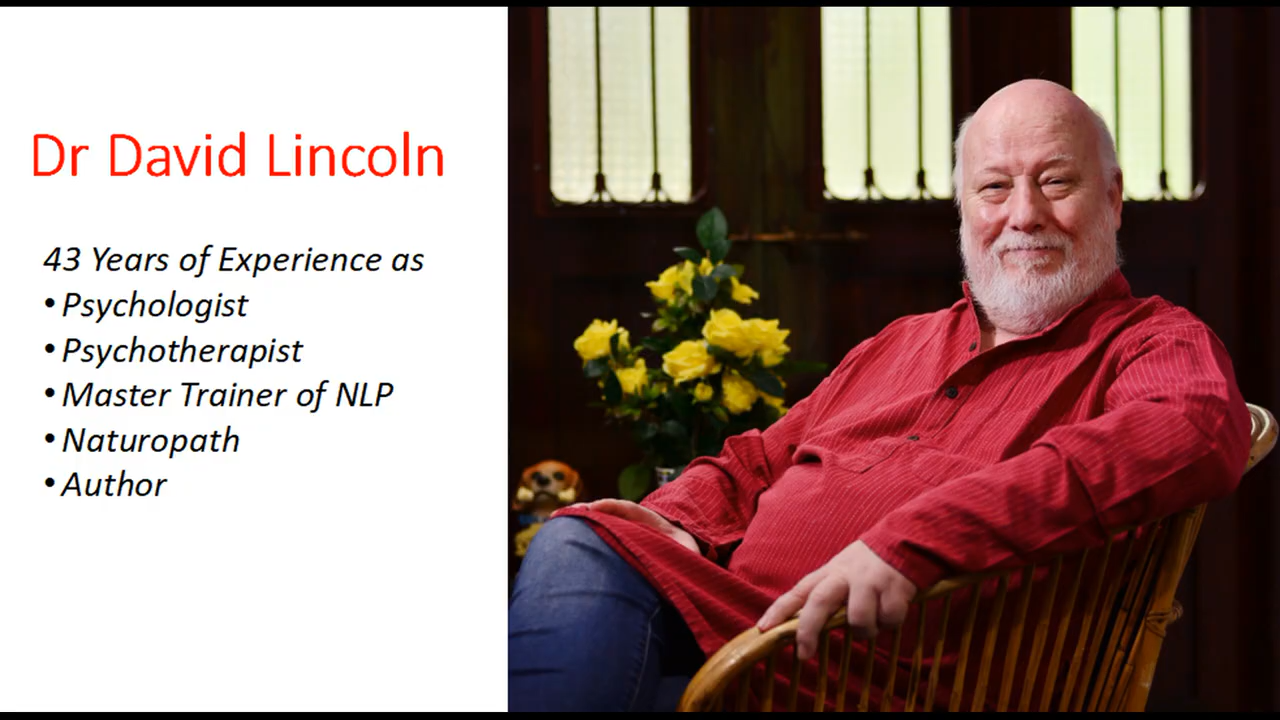 Dr David Lincoln
43 Years of Experience as
• Psychologist
• Psychotherapist
• Master Trainer of NLP
• Naturopath
• Author